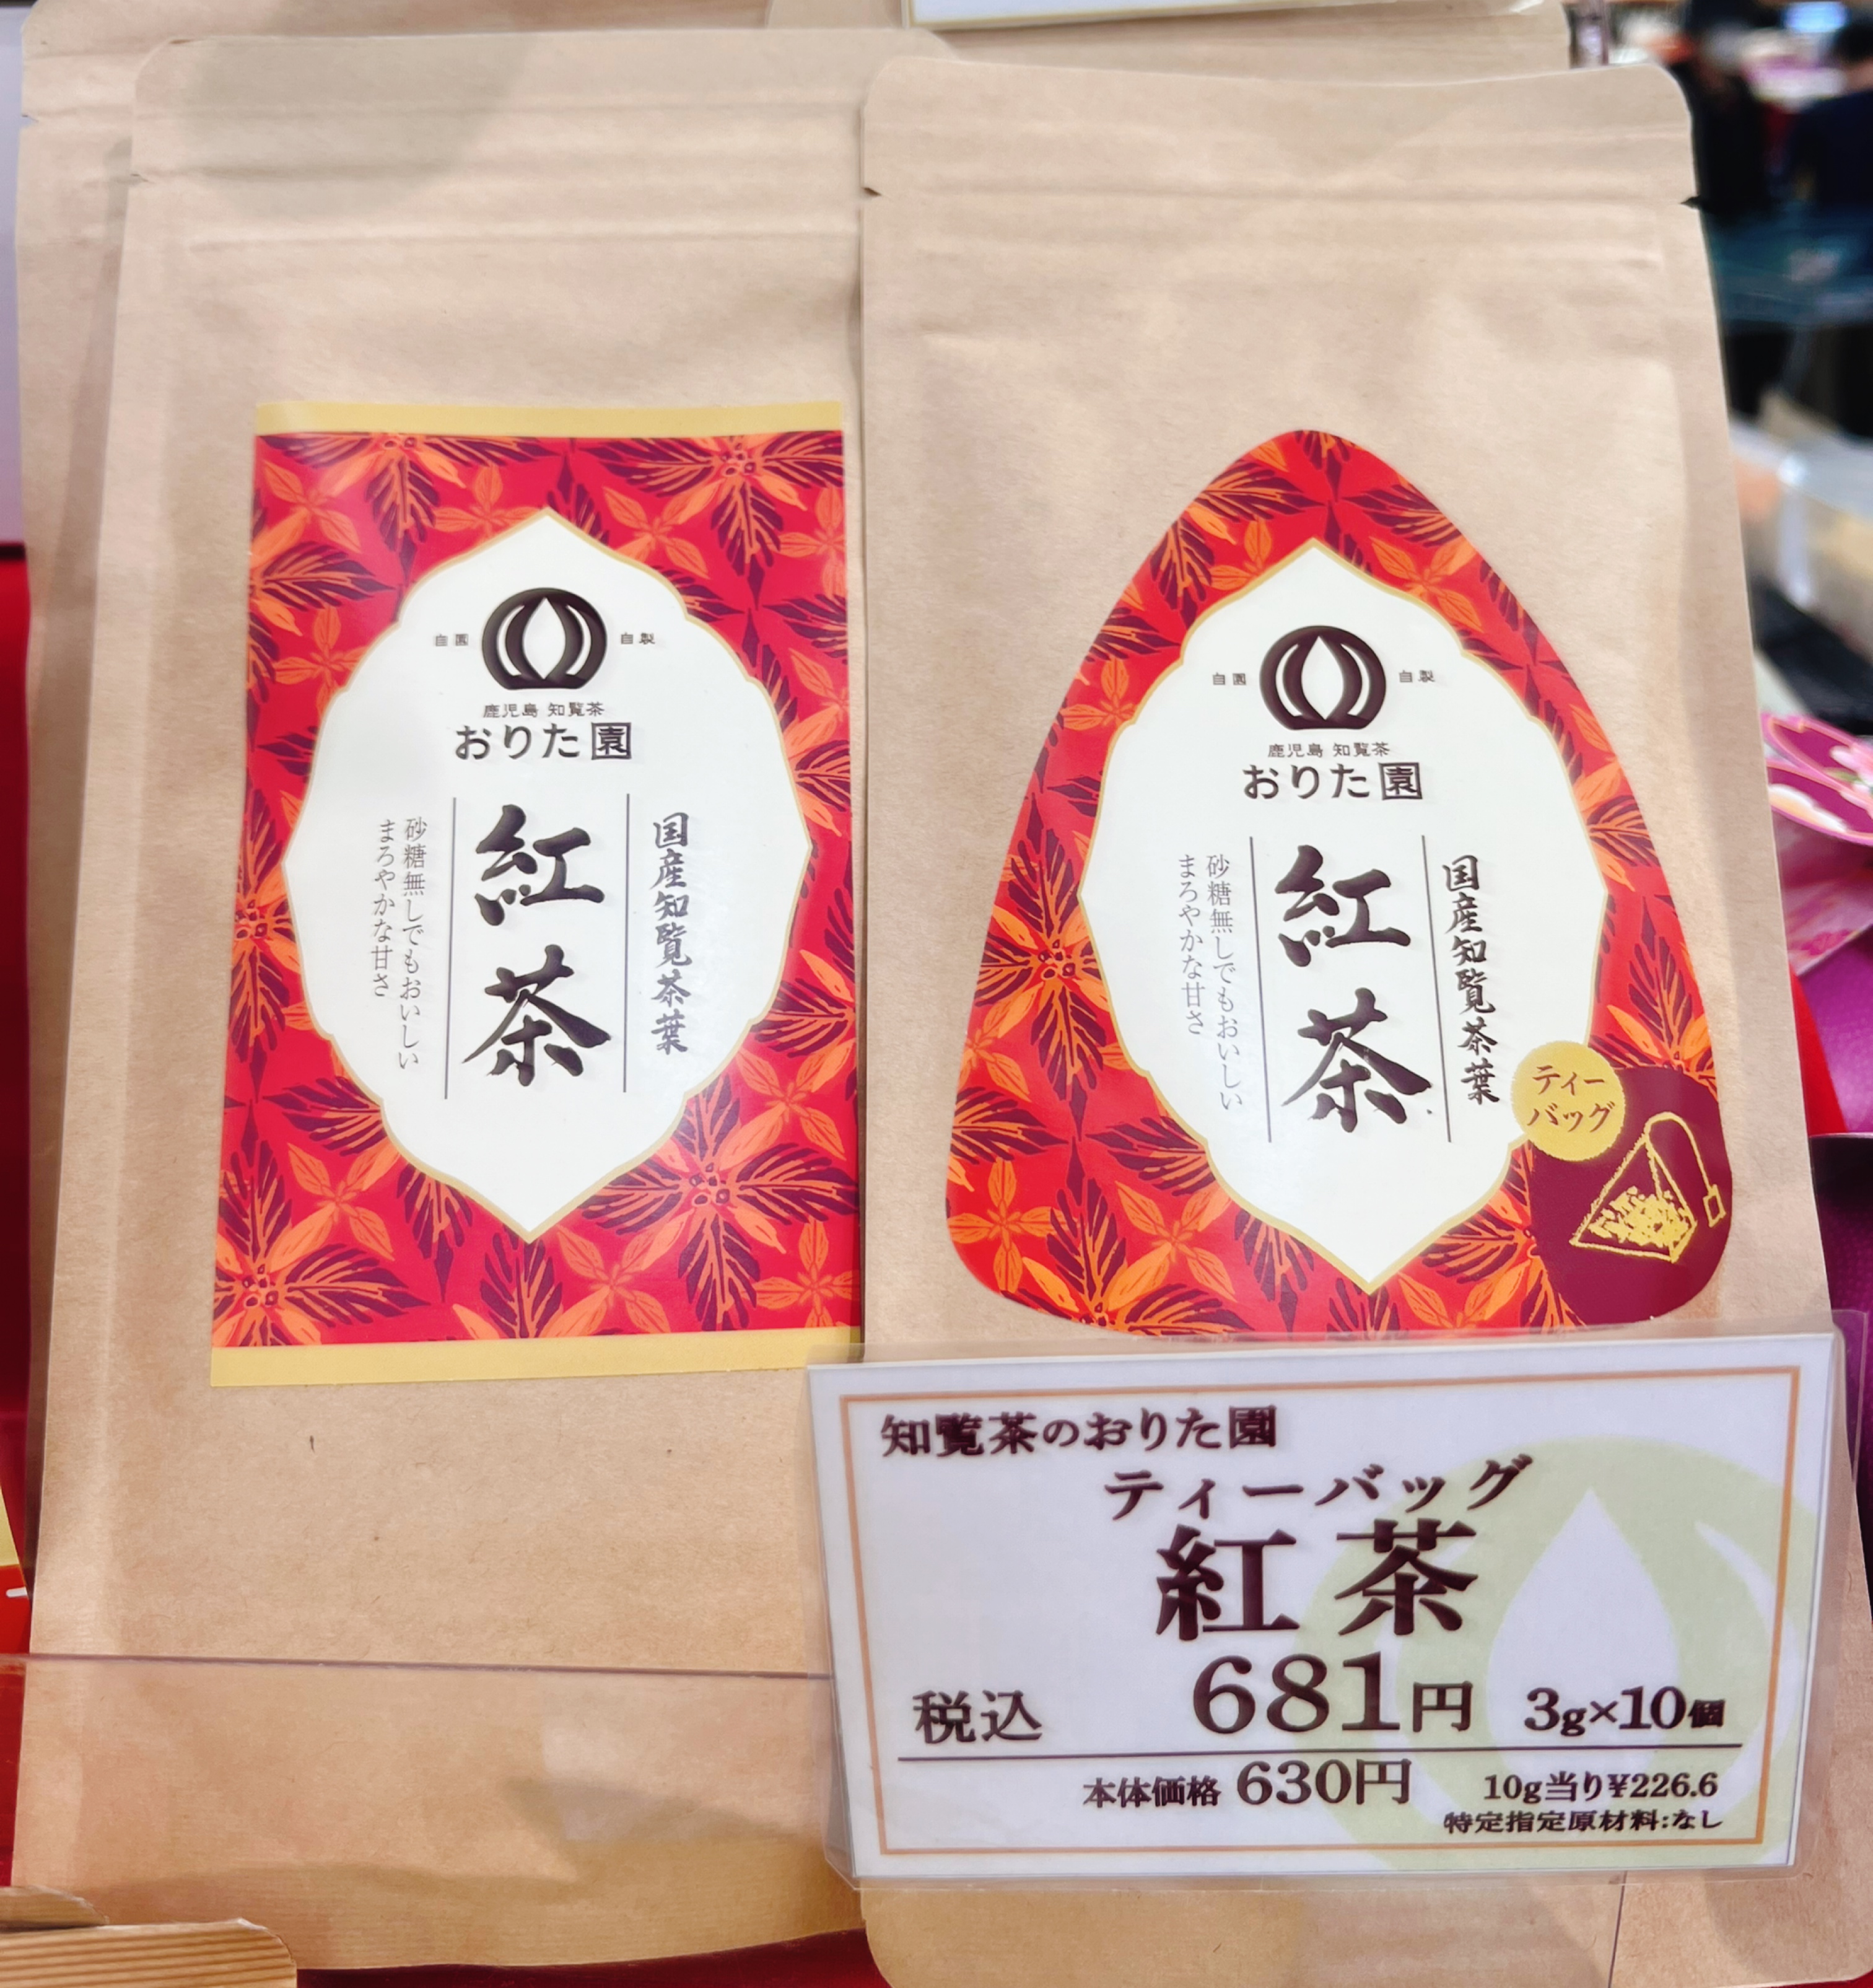 自園 自製
鹿児島 知覧茶
おりた園
国産知覧茶葉
紅茶
砂糖無しでもおいしい
まろやかな甘さ
自園 自製
鹿児島 知覧茶
おりた園
国産知覧茶葉
紅茶
砂糖無しでもおいしい
まろやかな甘さ
ティー
バッグ
知覧茶のおりた園
ティーバッグ
紅茶
税込 681円 3g×10個
本体価格 630円 10g当り¥226.6
特定指定原材料:なし